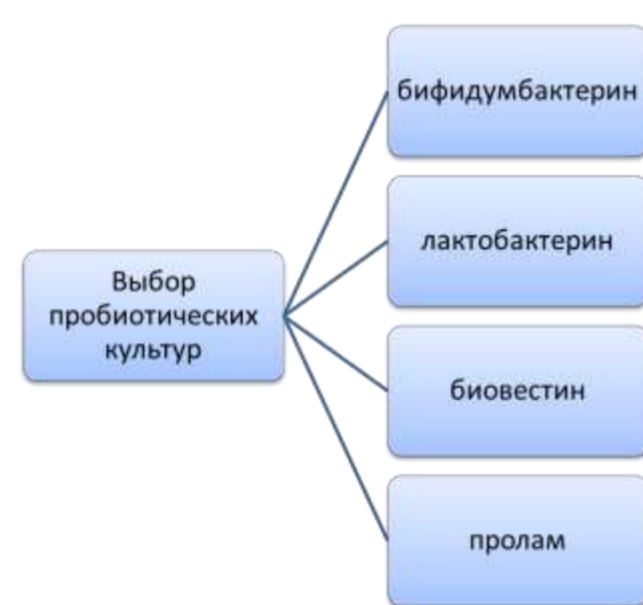 Выбор
пробиотических
культур
бифидумбактерин
лактобактерин
биовестин
пролам